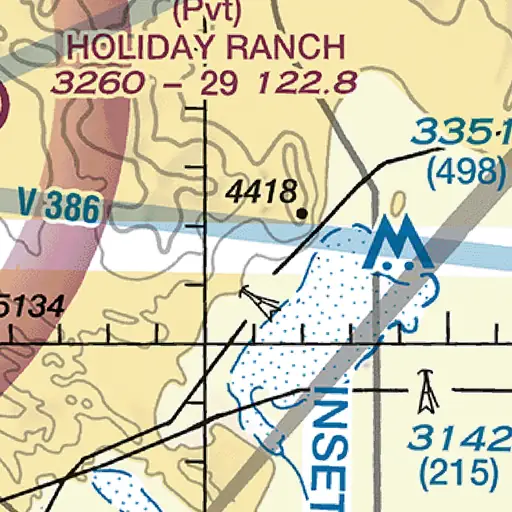 (Pvt)
HOLIDAY RANCH
3260 – 29 122.8
335
(498)
4418
V 386
5134
INSET
3142
(215)